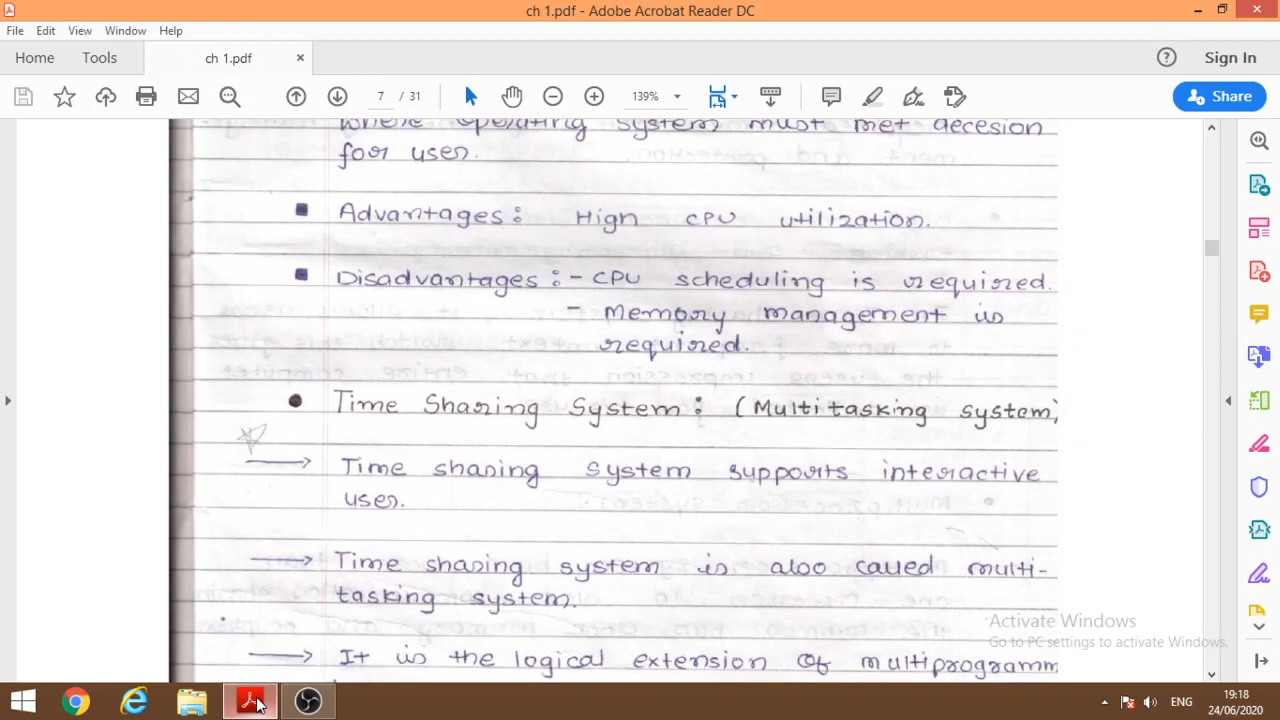 ch 1.pdf - Adobe Acrobat Reader DC
File Edit View Window Help
Home Tools ch 1.pdf × Sign In
7 / 31 139% Share
where operating system must met decesion
for user.
Advantages: High CPU utilization.
Disadvantages: - CPU scheduling is required.
- Memory management is
required.
Time Sharing System: (Multitasking system)
Time sharing system supports interactive
user.
Time sharing system is also called multi-
tasking system.
It is the logical extension of multiprogramm
Activate Windows
Go to PC settings to activate Windows.
ENG 19:18
24/06/2020